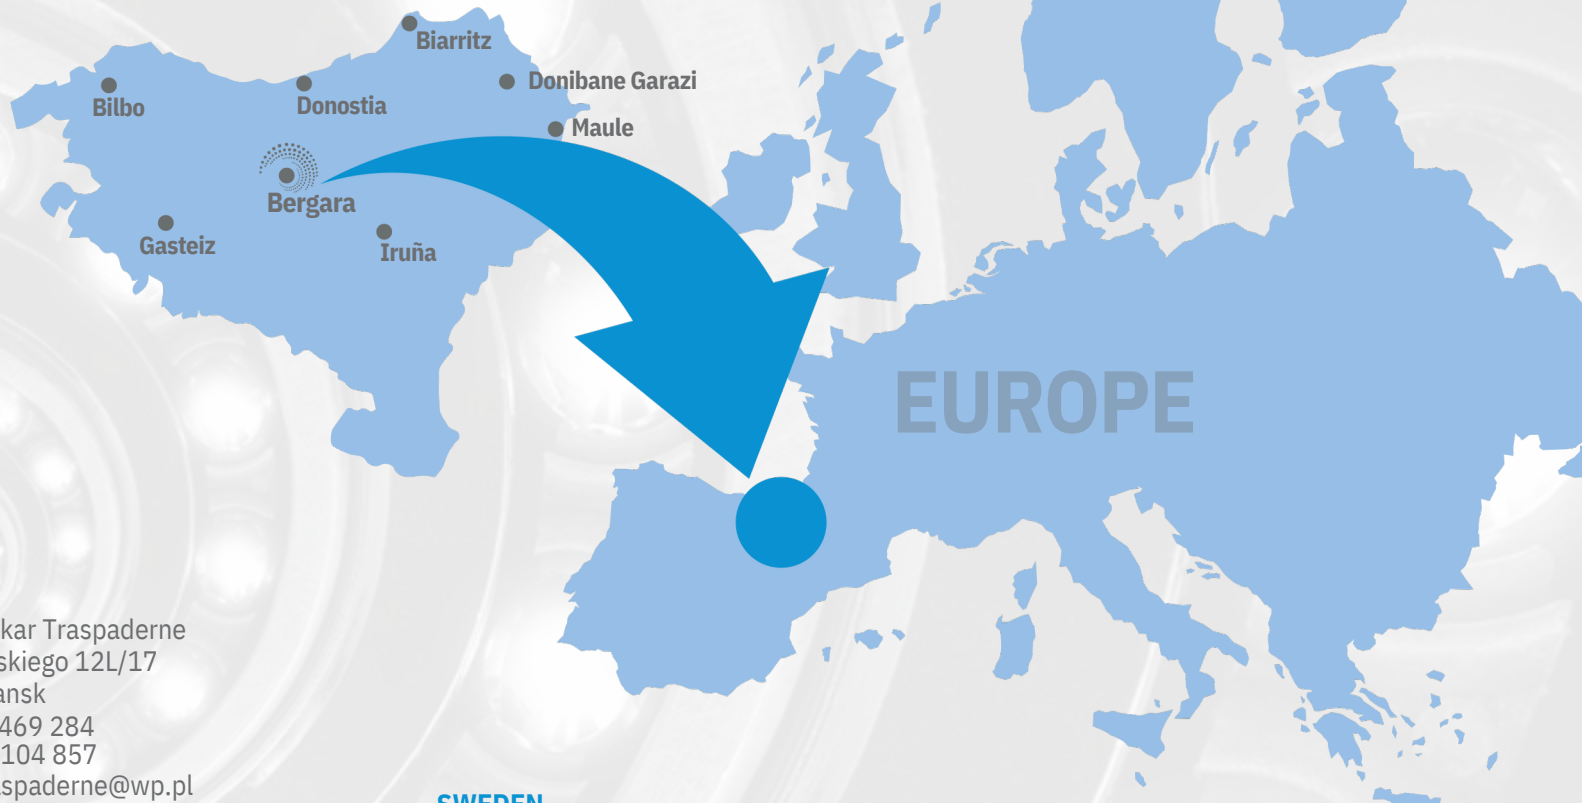 Biarritz
Donibane Garazi
Bilbo
Donostia
Maule
Bergara
Gasteiz
Iruña
EUROPE
kar Traspaderne
skiego 12L/17
ansk
469 284
104 857
spaderne@wp.pl
SWEDEN